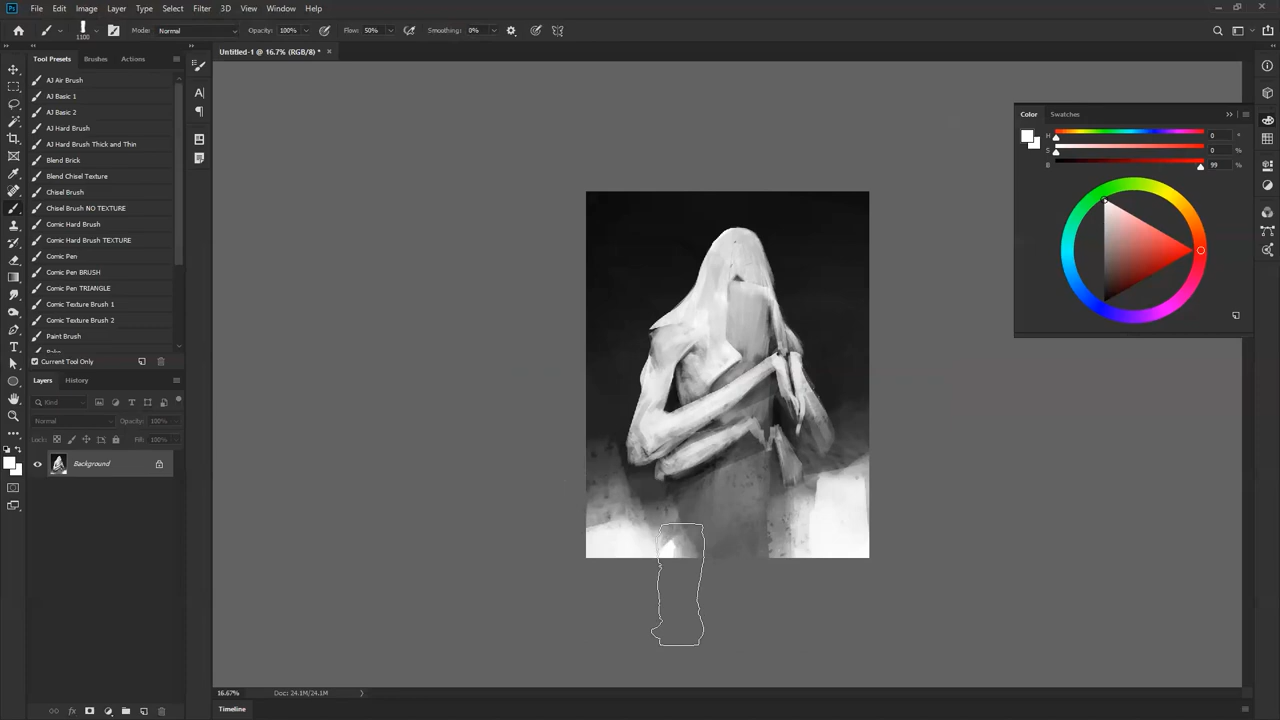 Ps File Edit Image Layer Type Select Filter 3D View Window Help
1100 Mode: Normal Opacity: 100% Flow: 50% Smoothing: 0%
Untitled-1 @ 16.7% (RGB/8) * ×
Tool Presets Brushes Actions
AJ Air Brush
AJ Basic 1
AJ Basic 2
AJ Hard Brush
AJ Hard Brush Thick and Thin
Blend Brick
Blend Chisel Texture
Chisel Brush
Chisel Brush NO TEXTURE
Comic Hard Brush
Comic Hard Brush TEXTURE
Comic Pen
Comic Pen BRUSH
Comic Pen TRIANGLE
Comic Texture Brush 1
Comic Texture Brush 2
Paint Brush
Current Tool Only
Layers History
Kind
Normal Opacity: 100%
Lock: Fill: 100%
Background
Color Swatches
H 0 °
S 0 %
B 99 %
16.67% Doc: 24.1M/24.1M
Timeline